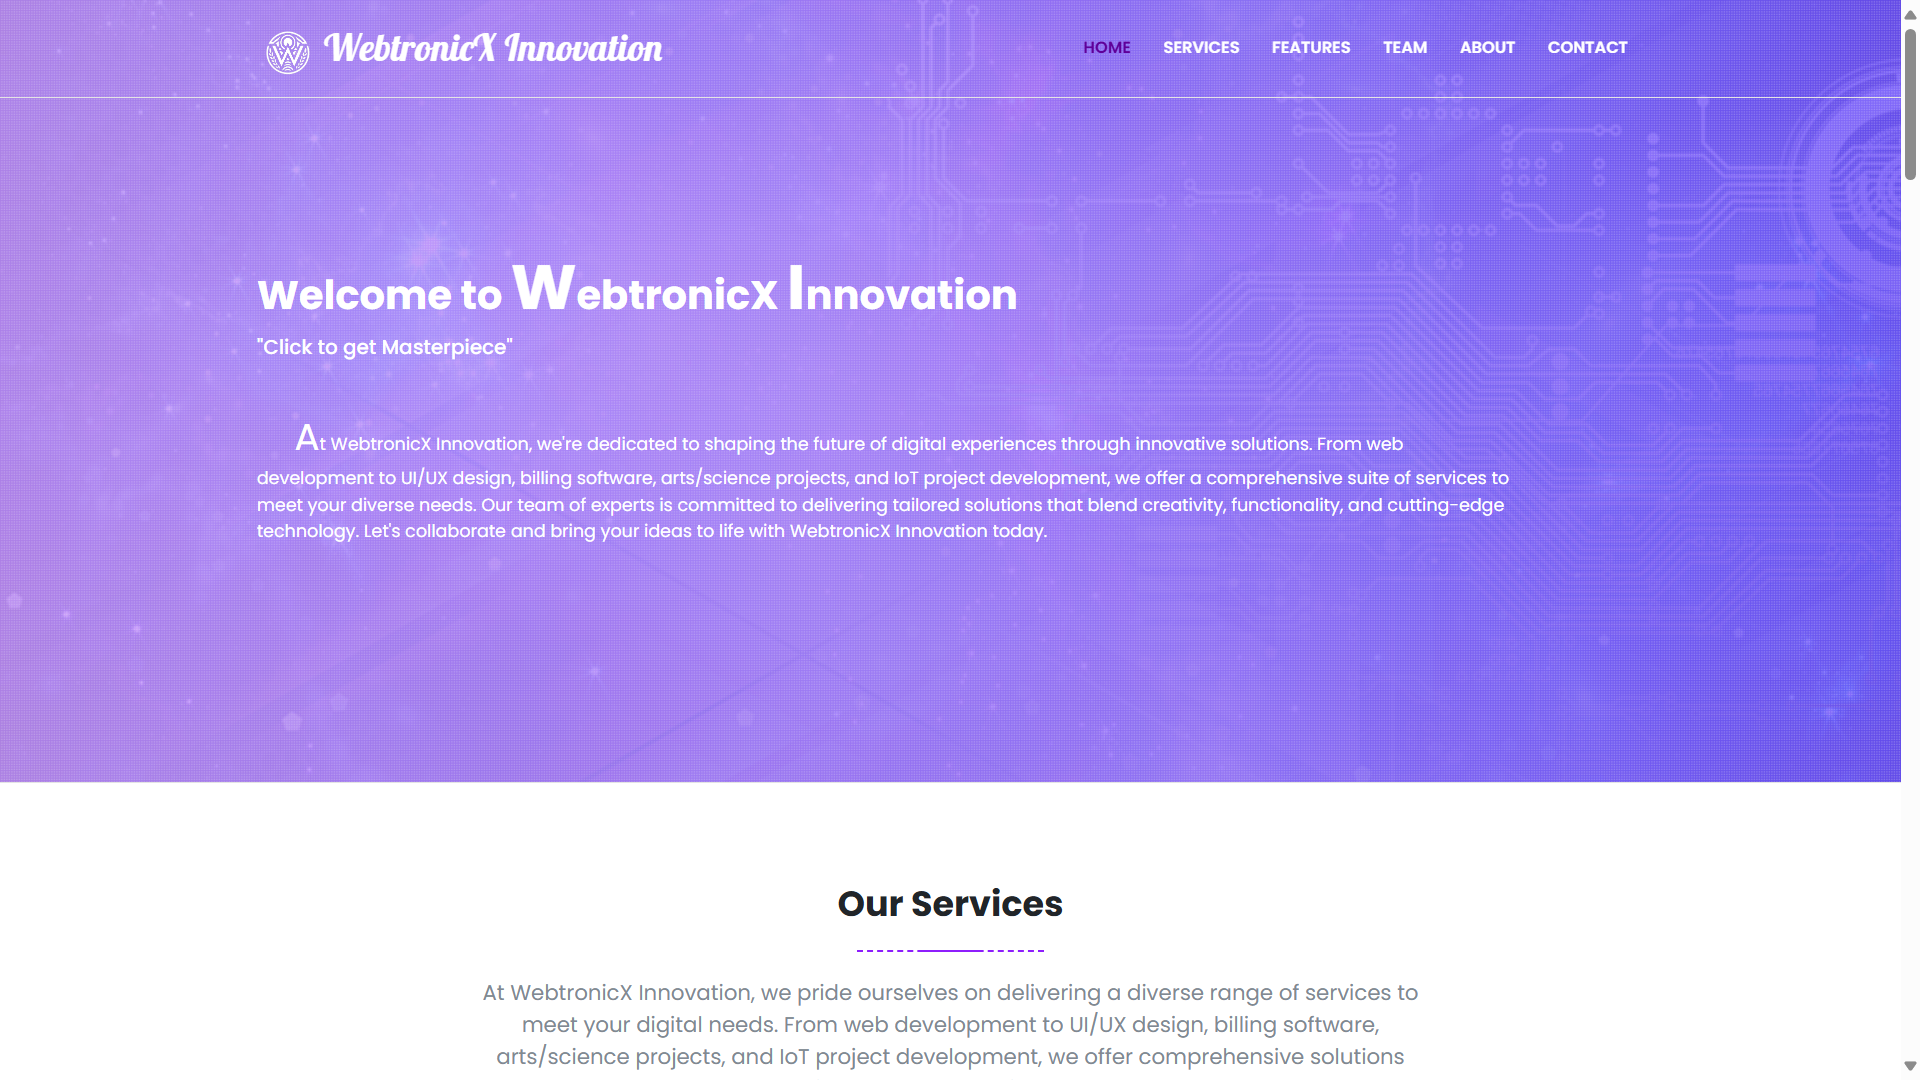 WebtronicX Innovation
HOME SERVICES FEATURES TEAM ABOUT CONTACT
Welcome to WebtronicX Innovation
"Click to get Masterpiece"
At WebtronicX Innovation, we're dedicated to shaping the future of digital experiences through innovative solutions. From web
development to UI/UX design, billing software, arts/science projects, and IoT project development, we offer a comprehensive suite of services to
meet your diverse needs. Our team of experts is committed to delivering tailored solutions that blend creativity, functionality, and cutting-edge
technology. Let's collaborate and bring your ideas to life with WebtronicX Innovation today.
Our Services
At WebtronicX Innovation, we pride ourselves on delivering a diverse range of services to
meet your digital needs. From web development to UI/UX design, billing software,
arts/science projects, and IoT project development, we offer comprehensive solutions